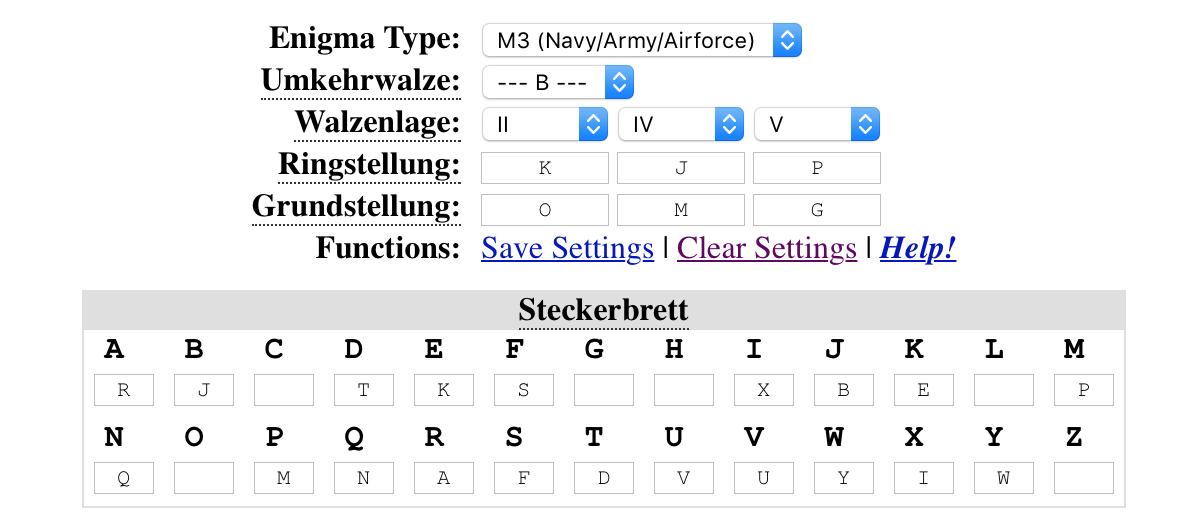 Enigma Type: M3 (Navy/Army/Airforce)
Umkehrwalze: --- B ---
Walzenlage: II IV V
Ringstellung: K J P
Grundstellung: O M G
Functions: Save Settings | Clear Settings | Help!
Steckerbrett
A B C D E F G H I J K L M
R J T K S X B E P
N O P Q R S T U V W X Y Z
Q M N A F D V U Y I W